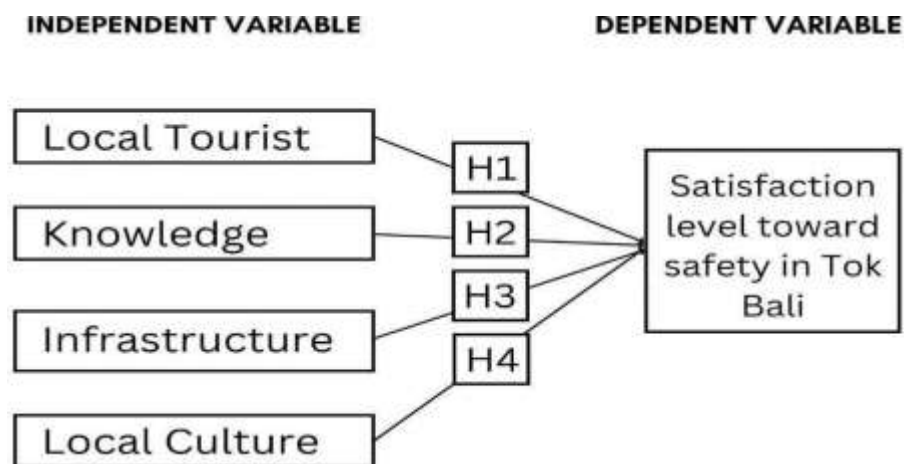 INDEPENDENT VARIABLE
DEPENDENT VARIABLE
Local Tourist
Knowledge
Infrastructure
Local Culture
H1
H2
H3
H4
Satisfaction
level toward
safety in Tok
Bali